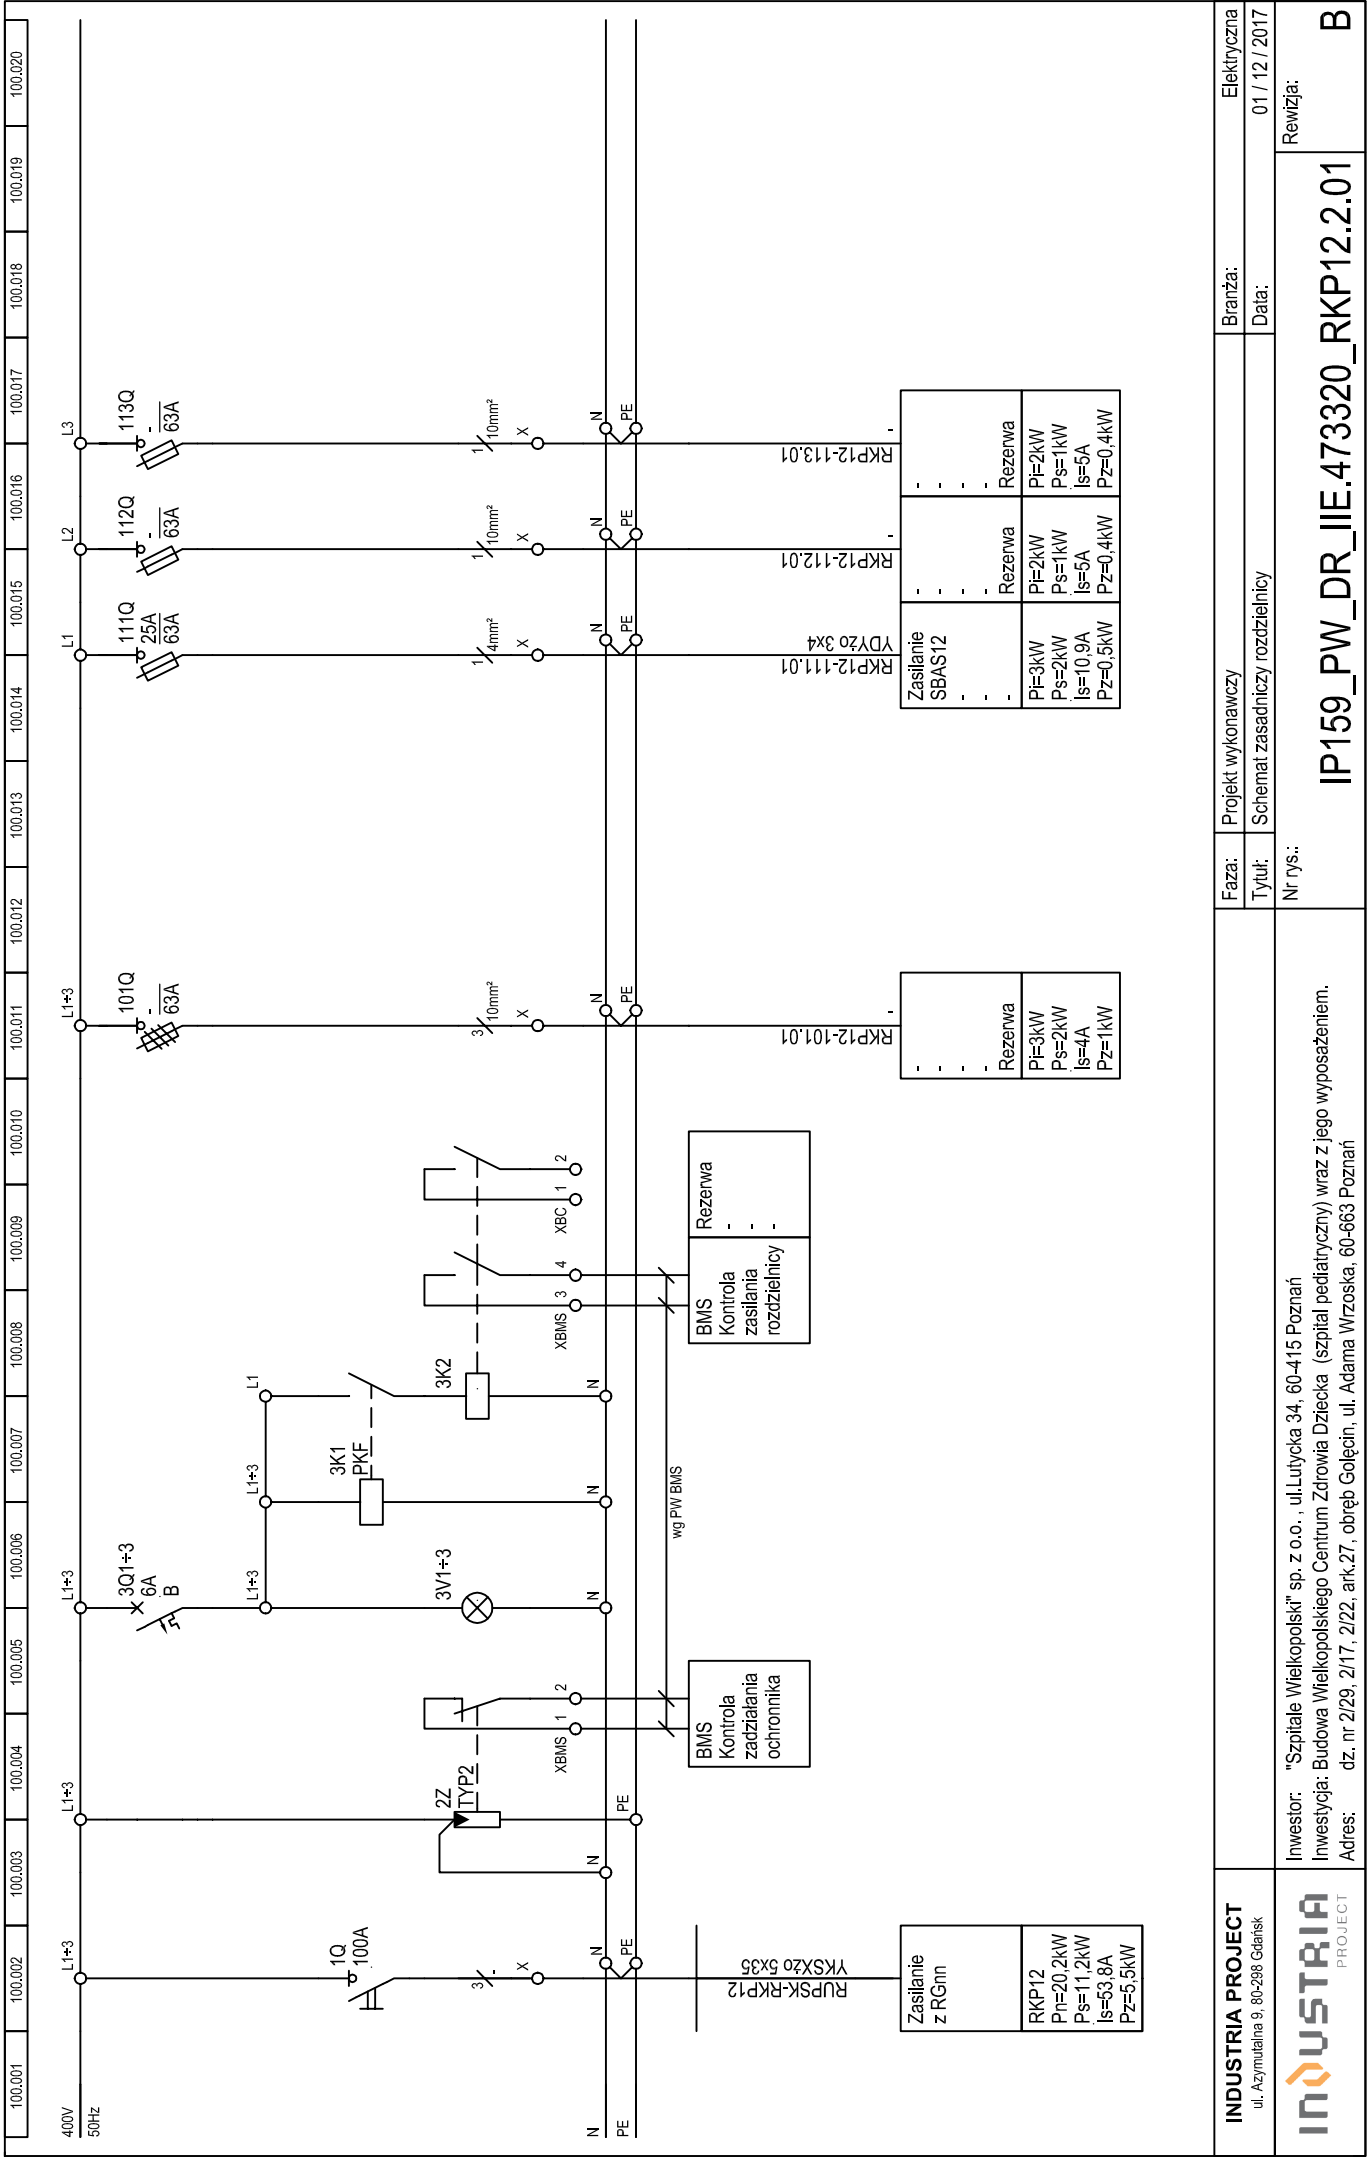 100.001
100.002
100.003
100.004
100.005
100.006
100.007
100.008
100.009
100.010
100.011
100.012
100.013
100.014
100.015
100.016
100.017
100.018
100.019
100.020
400V
50Hz
L1÷3
1Q
100A
3
-
X
N
PE
N
PE
RUPSK-RKP12
YKSXżo 5x35
Zasilanie
z RGnn
RKP12
Pn=20,2kW
Ps=11,2kW
Is=53,8A
Pz=5,5kW
L1÷3
2Z
TYP2
N
PE
XBMS
1
2
BMS
Kontrola
zadziałania
ochronnika
L1÷3
3Q1÷3
6A
B
L1÷3
3V1÷3
N
L1÷3
3K1
PKF
N
L1
3K2
N
wg PW BMS
XBMS
3
4
BMS
Kontrola
zasilania
rozdzielnicy
XBC
1
2
Rezerwa
-
-
-
L1÷3
101Q
-
63A
3
10mm²
X
N
PE
RKP12-101.01
-
-
-
-
-
Rezerwa
Pi=3kW
Ps=2kW
Is=4A
Pz=1kW
L1
111Q
25A
63A
1
4mm²
X
N
PE
RKP12-111.01
YDYżo 3x4
Zasilanie
SBAS12
-
-
-
Pi=3kW
Ps=2kW
Is=10,9A
Pz=0,5kW
L2
112Q
-
63A
1
10mm²
X
N
PE
RKP12-112.01
-
-
-
-
-
Rezerwa
Pi=2kW
Ps=1kW
Is=5A
Pz=0,4kW
L3
113Q
-
63A
1
10mm²
X
N
PE
RKP12-113.01
-
-
-
-
-
Rezerwa
Pi=2kW
Ps=1kW
Is=5A
Pz=0,4kW
INDUSTRIA PROJECT
ul. Azymutalna 9, 80-298 Gdańsk
INDUSTRIA
PROJECT
Inwestor: "Szpitale Wielkopolski" sp. z o.o. , ul.Lutycka 34, 60-415 Poznań
Inwestycja: Budowa Wielkopolskiego Centrum Zdrowia Dziecka (szpital pediatryczny) wraz z jego wyposażeniem.
Adres: dz. nr 2/29, 2/17, 2/22, ark.27, obręb Golęcin, ul. Adama Wrzoska, 60-663 Poznań
Faza: Projekt wykonawczy
Branża: Elektryczna
Tytuł: Schemat zasadniczy rozdzielnicy
Data: 01 / 12 / 2017
Nr rys.:
IP159_PW_DR_IIE.473320_RKP12.2.01
Rewizja:
B